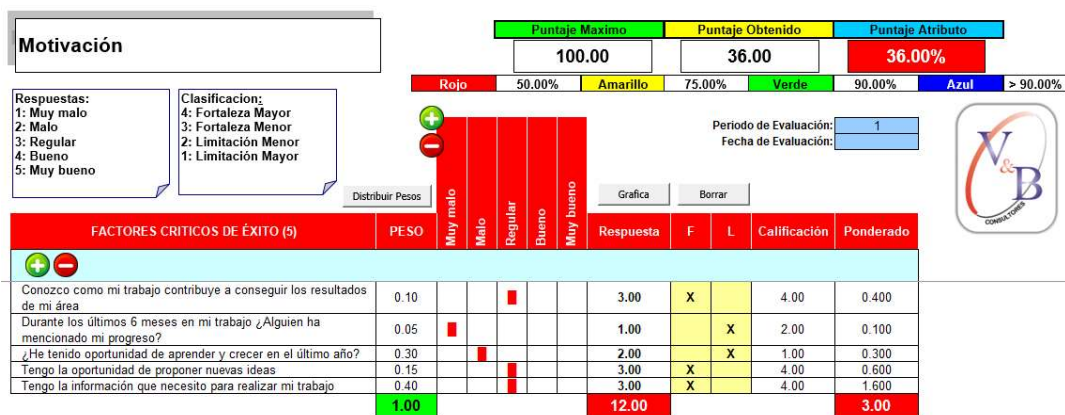 Motivación
Puntaje Maximo Puntaje Obtenido Puntaje Atributo
100.00 36.00 36.00%
Rojo 50.00% Amarillo 75.00% Verde 90.00% Azul > 90.00%
Respuestas:
1: Muy malo
2: Malo
3: Regular
4: Bueno
5: Muy bueno
Clasificacion:
4: Fortaleza Mayor
3: Fortaleza Menor
2: Limitación Menor
1: Limitación Mayor
Periodo de Evaluación: 1
Fecha de Evaluación:
V&B
CONSULTORES
Distribuir Pesos
Grafica
Borrar
FACTORES CRITICOS DE ÉXITO (5) PESO Muy malo Malo Regular Bueno Muy bueno Respuesta F L Calificación Ponderado
Conozco como mi trabajo contribuye a conseguir los resultados
de mi área 0.10 3.00 X 4.00 0.400
Durante los últimos 6 meses en mi trabajo ¿Alguien ha
mencionado mi progreso? 0.05 1.00 X 2.00 0.100
¿He tenido oportunidad de aprender y crecer en el último año? 0.30 2.00 X 1.00 0.300
Tengo la oportunidad de proponer nuevas ideas 0.15 3.00 X 4.00 0.600
Tengo la información que necesito para realizar mi trabajo 0.40 3.00 X 4.00 1.600
1.00 12.00 3.00